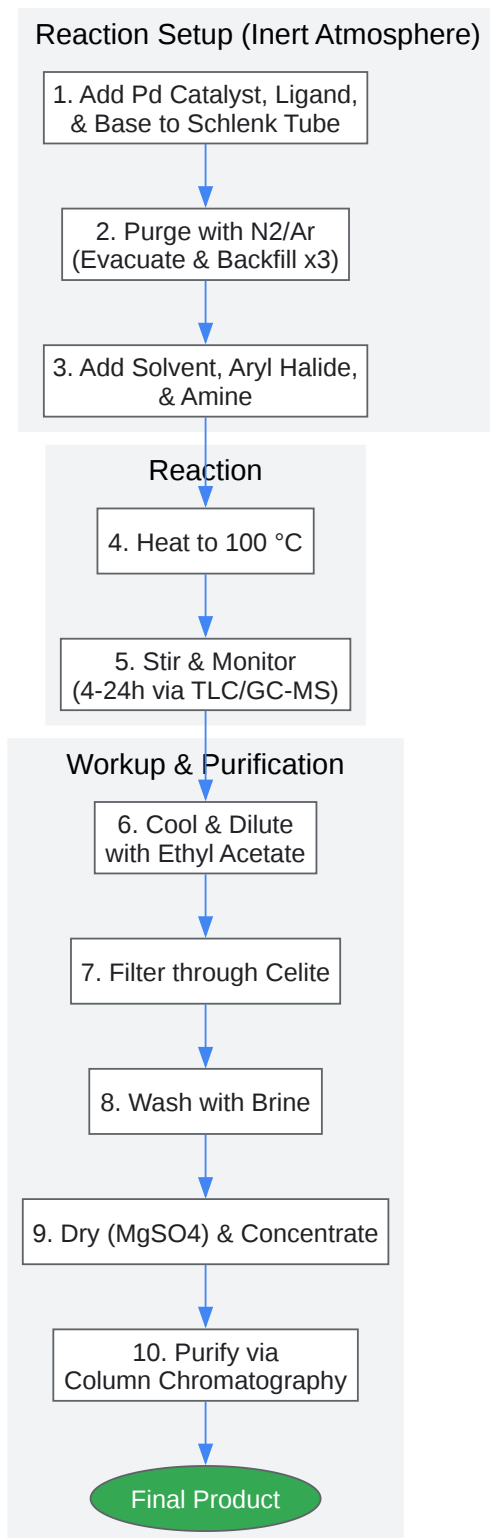 Reaction Setup (Inert Atmosphere)
1. Add Pd Catalyst, Ligand,
& Base to Schlenk Tube
2. Purge with N2/Ar
(Evacuate & Backfill x3)
3. Add Solvent, Aryl Halide,
& Amine
Reaction
4. Heat to 100 °C
5. Stir & Monitor
(4-24h via TLC/GC-MS)
Workup & Purification
6. Cool & Dilute
with Ethyl Acetate
7. Filter through Celite
8. Wash with Brine
9. Dry (MgSO4) & Concentrate
10. Purify via
Column Chromatography
Final Product